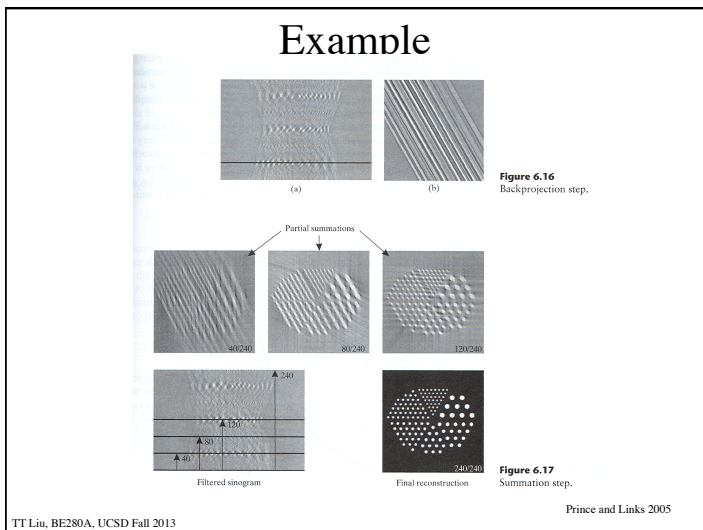 Example
(a)
(b)
Figure 6.16
Backprojection step.
Partial summations
40/240
80/240
120/240
240
120
80
40
240/240
Filtered sinogram
Final reconstruction
Figure 6.17
Summation step.
Prince and Links 2005
TT Liu, BE280A, UCSD Fall 2013